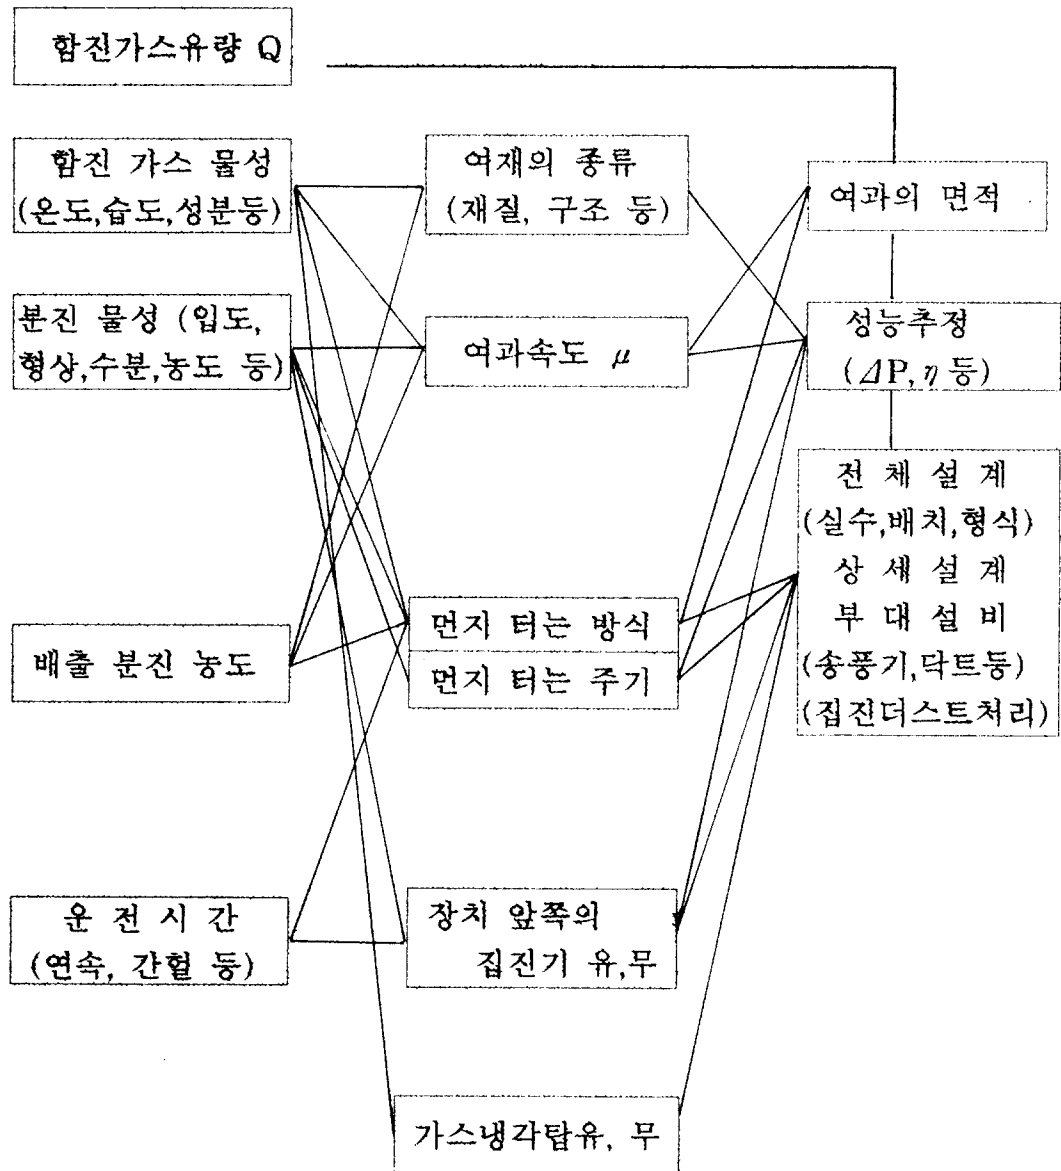 함진가스유량 Q
함진 가스 물성
(온도,습도,성분등)
분진 물성 (입도,
형상,수분,농도 등)
배출 분진 농도
운 전 시 간
(연속, 간헐 등)
여재의 종류
(재질, 구조 등)
여과속도 μ
먼지 터는 방식
먼지 터는 주기
장치 앞쪽의
집진기 유,무
가스냉각탑유, 무
여과의 면적
성능추정
(ΔP, η 등)
전 체 설 계
(실수,배치,형식)
상 세 설 계
부 대 설 비
(송풍기,닥트등)
(집진더스트처리)